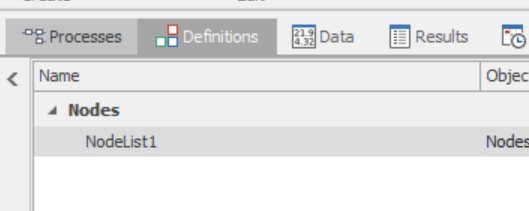 Processes Definitions 21.9 4.32 Data Results
Name Objec
Nodes
NodeList1 Nodes